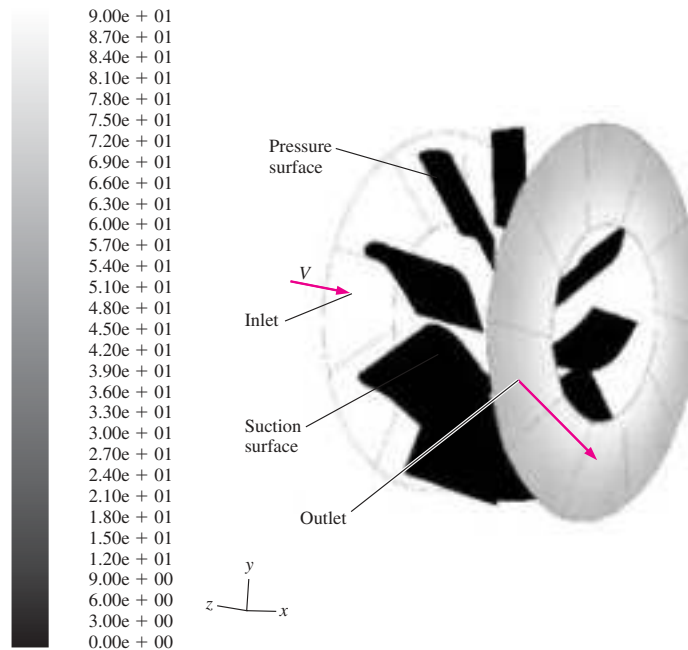 9.00e + 01
8.70e + 01
8.40e + 01
8.10e + 01
7.80e + 01
7.50e + 01
7.20e + 01
6.90e + 01
6.60e + 01
6.30e + 01
6.00e + 01
5.70e + 01
5.40e + 01
5.10e + 01
4.80e + 01
4.50e + 01
4.20e + 01
3.90e + 01
3.60e + 01
3.30e + 01
3.00e + 01
2.70e + 01
2.40e + 01
2.10e + 01
1.80e + 01
1.50e + 01
1.20e + 01
9.00e + 00
6.00e + 00
3.00e + 00
0.00e + 00
Pressure
surface
V
Inlet
Suction
surface
Outlet
y
z
x